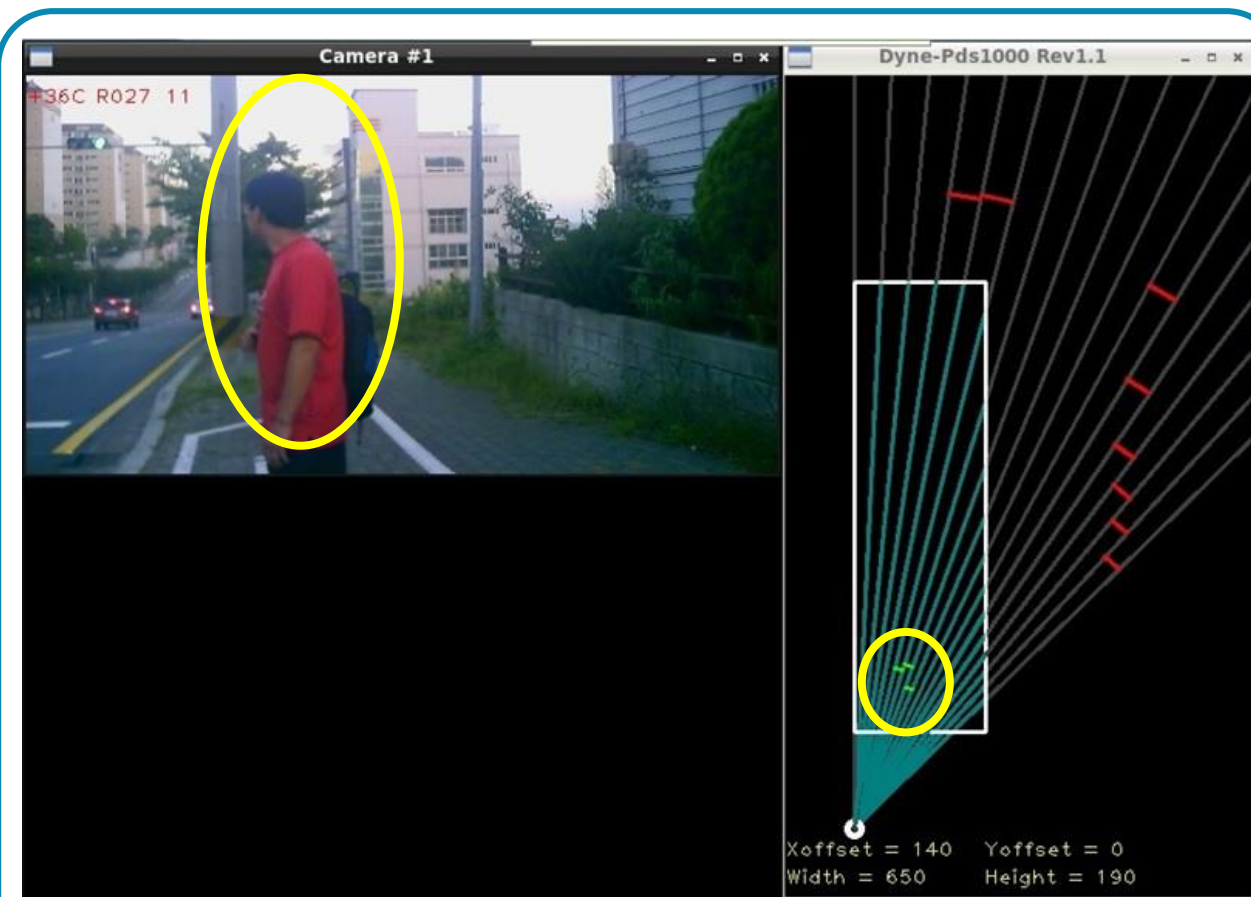 Camera #1
+36C R027 11
Dyne-Pds1000 Rev1.1
Xoffset = 140 Yoffset = 0
Width = 650 Height = 190